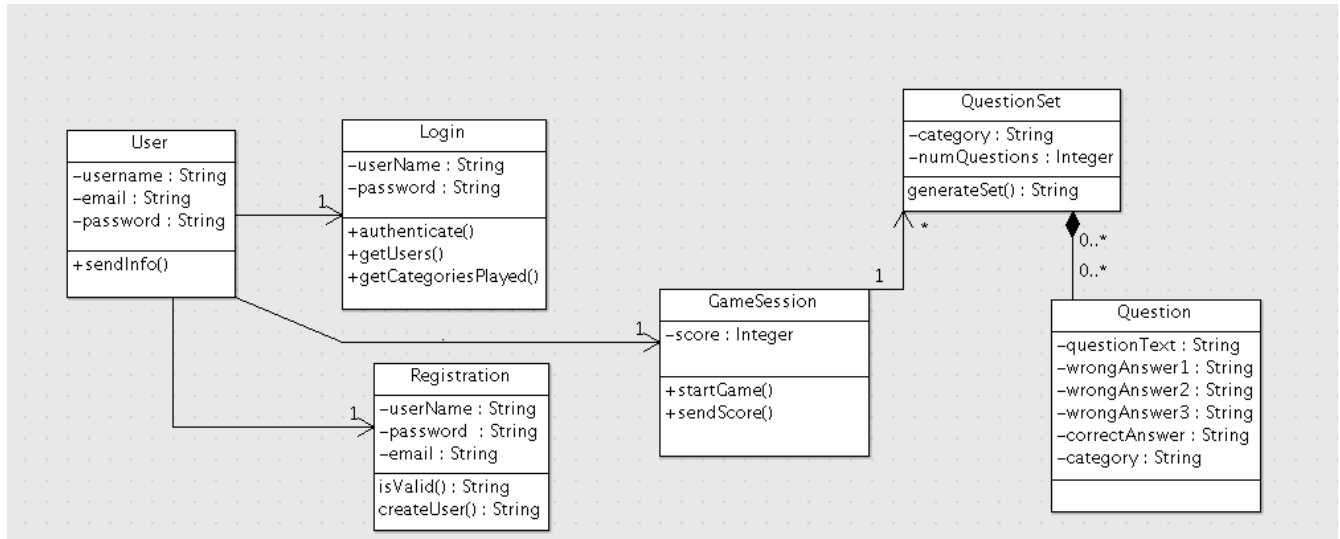 User
-username : String
-email : String
-password : String
+sendInfo()
Login
-userName : String
-password : String
+authenticate()
+getUsers()
+getCategoriesPlayed()
1
Registration
-userName : String
-password : String
-email : String
isValid() : String
createUser() : String
1
GameSession
-score : Integer
+startGame()
+sendScore()
1
1
*
QuestionSet
-category : String
-numQuestions : Integer
generateSet() : String
0..*
0..*
Question
-questionText : String
-wrongAnswer1 : String
-wrongAnswer2 : String
-wrongAnswer3 : String
-correctAnswer : String
-category : String